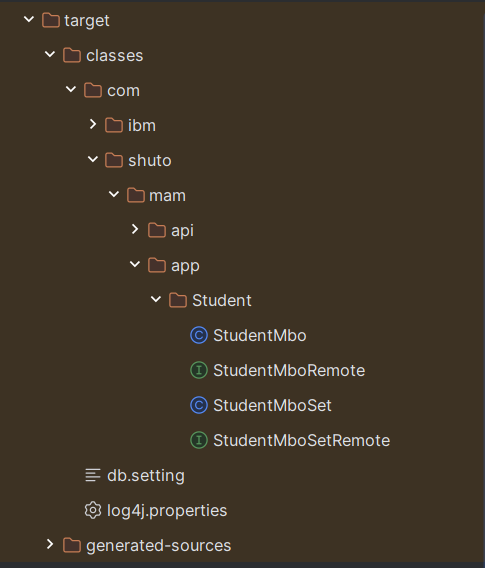 target
classes
com
ibm
shuto
mam
api
app
Student
StudentMbo
StudentMboRemote
StudentMboSet
StudentMboSetRemote
db.setting
log4j.properties
generated-sources